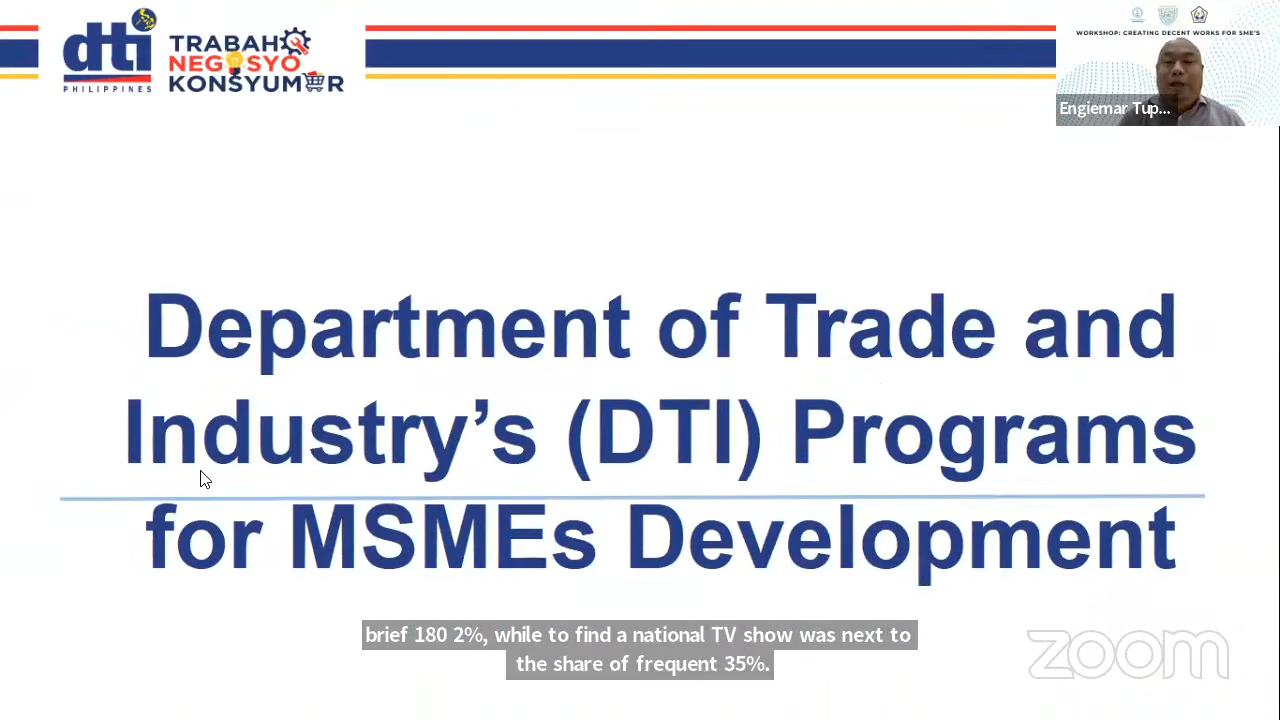 dti
PHILIPPINES
TRABAHO
NEGOSYO
KONSYUMER
WORKSHOP: CREATING DECENT WORKS FOR SME'S
Engiemar Tup...
Department of Trade and
Industry's (DTI) Programs
for MSMEs Development
brief 180 2%, while to find a national TV show was next to
the share of frequent 35%.
zoom